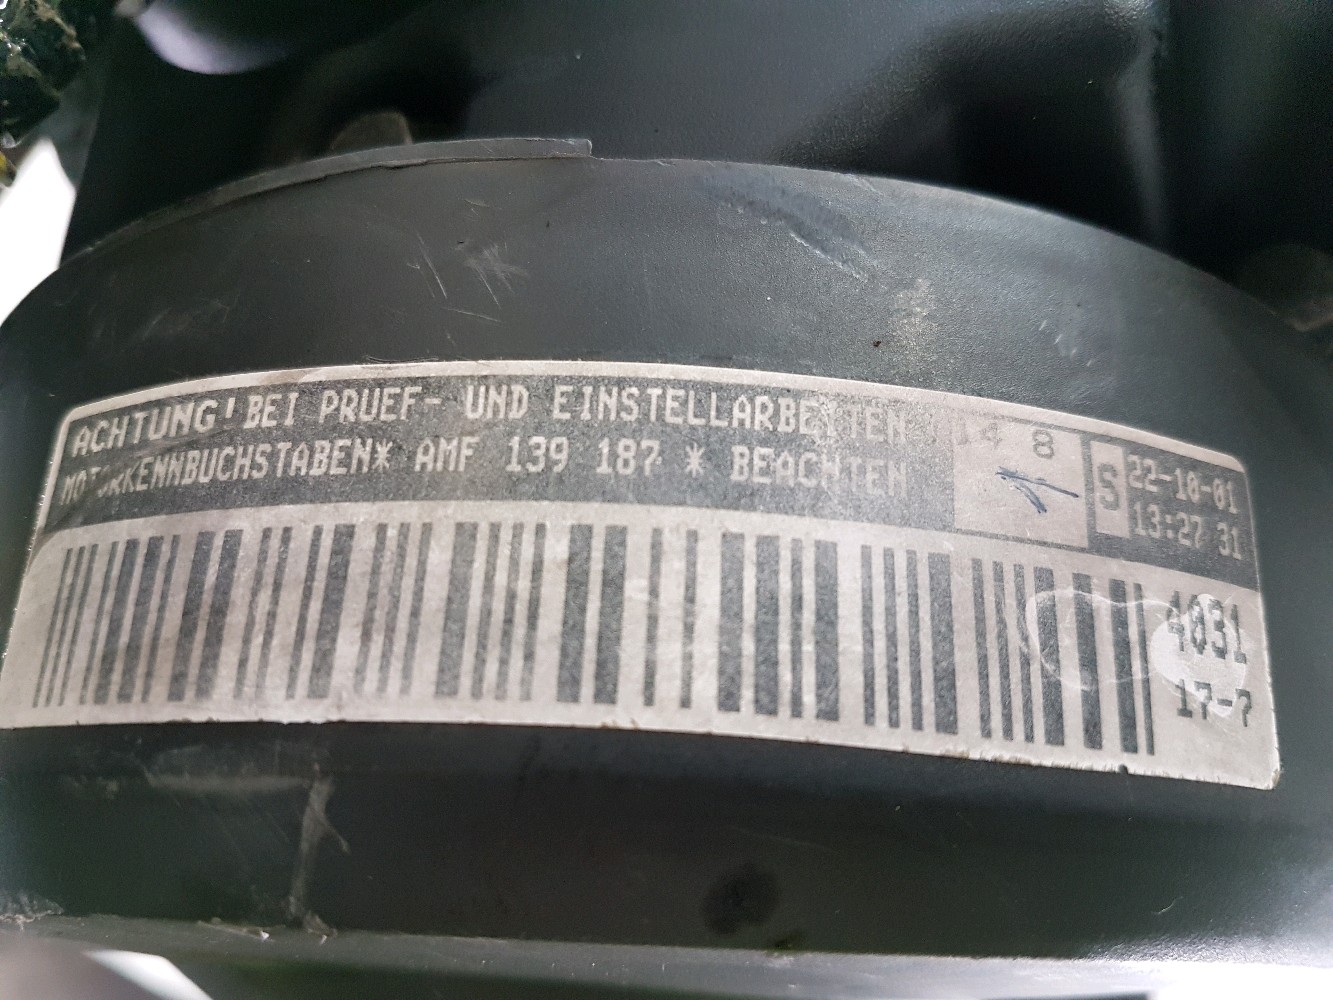 ACHTUNG! BEI PRUEF- UND EINSTELLARBEITEN
MOTORKENNBUCHSTABEN* AMF 139 187 * BEACHTEN
14 8
S
22-10-01
13:27 31
4031
17-7